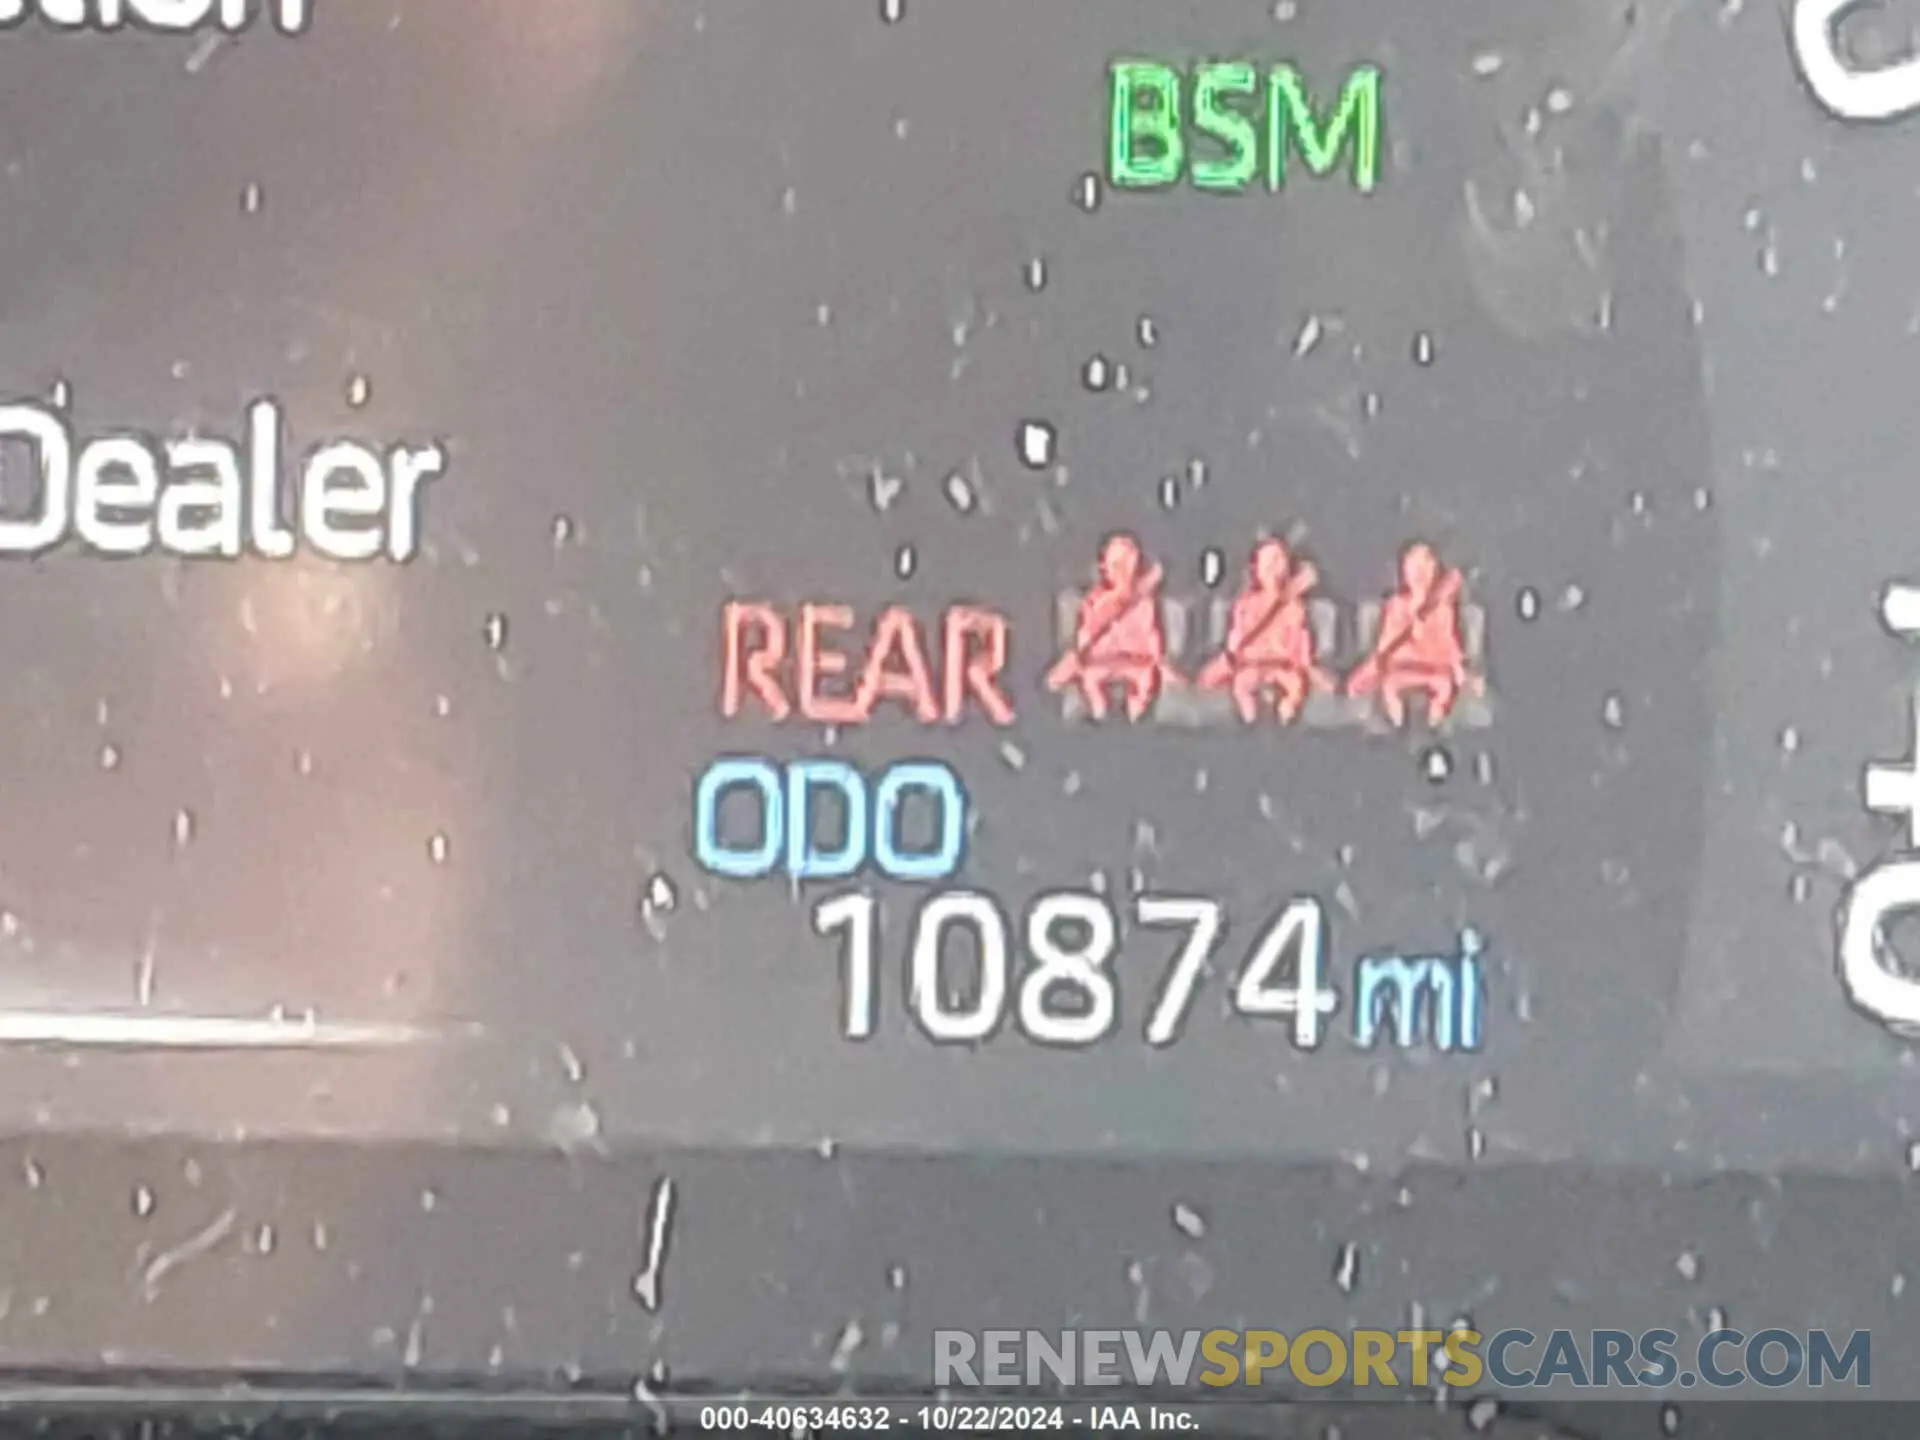 BSM
Dealer
REAR
ODO
10874 mi
RENEWSPORTSCARS.COM
000-40634632 - 10/22/2024 - IAA Inc.